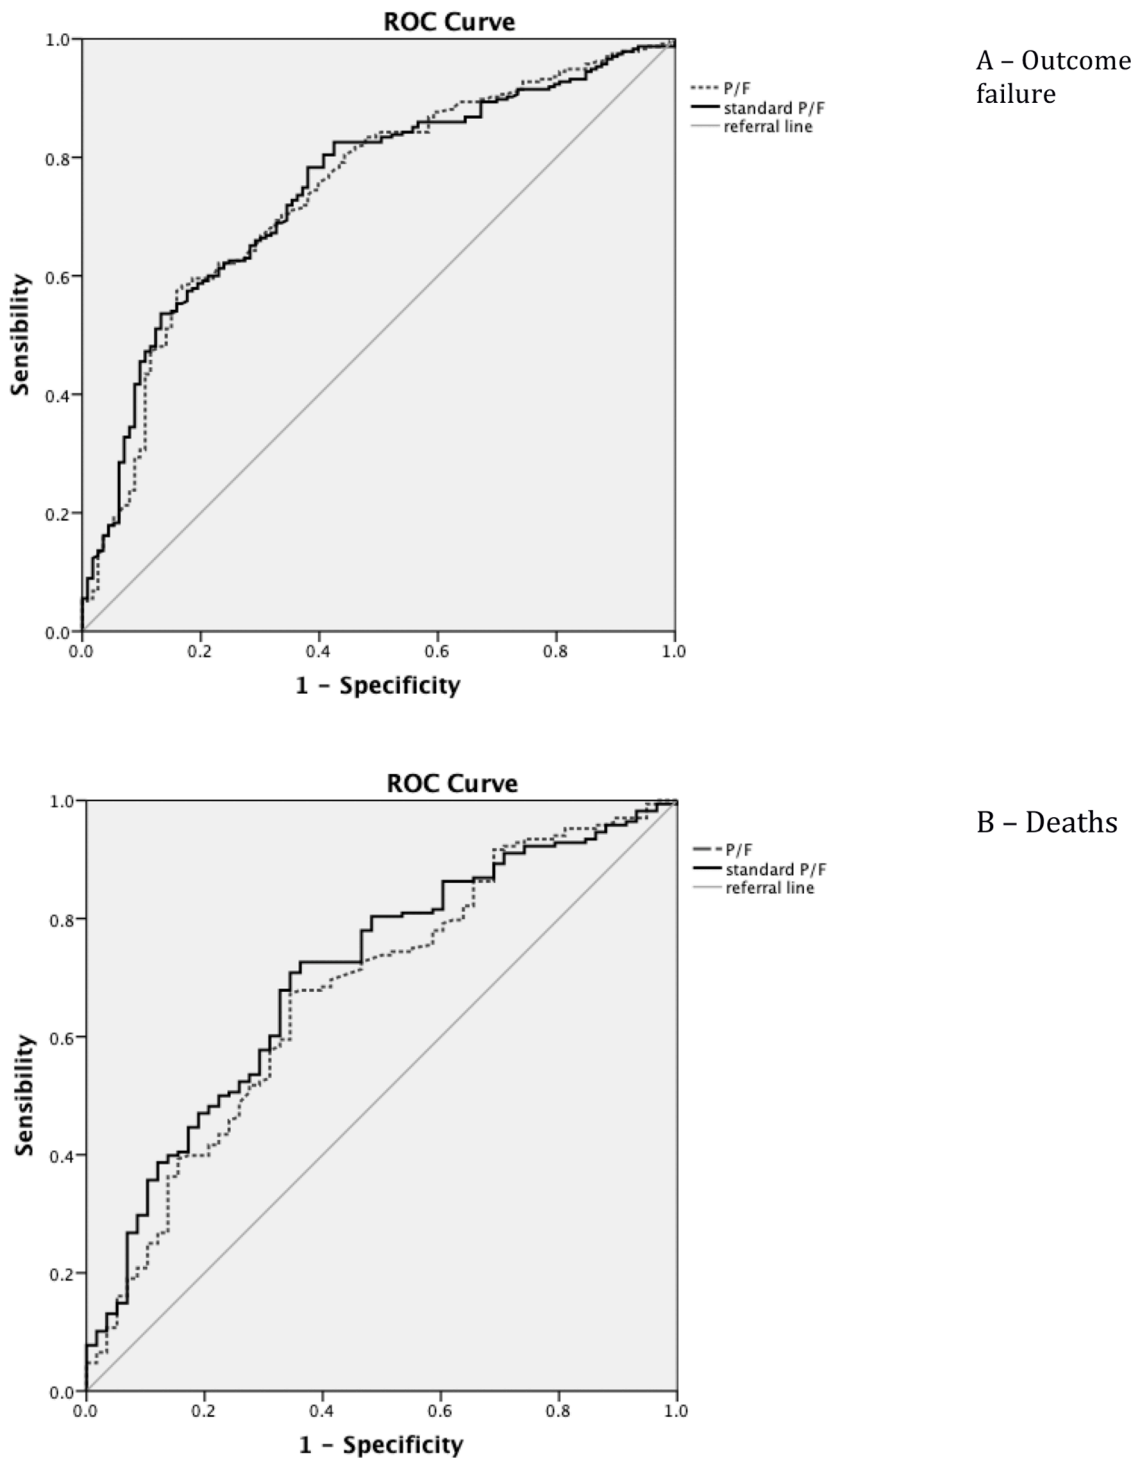 ROC Curve
A – Outcome
failure
P/F
standard P/F
referral line
Sensibility
1.0
0.8
0.6
0.4
0.2
0.0
0.0 0.2 0.4 0.6 0.8 1.0
1 – Specificity
ROC Curve
B – Deaths
P/F
standard P/F
referral line
Sensibility
1.0
0.8
0.6
0.4
0.2
0.0
0.0 0.2 0.4 0.6 0.8 1.0
1 – Specificity